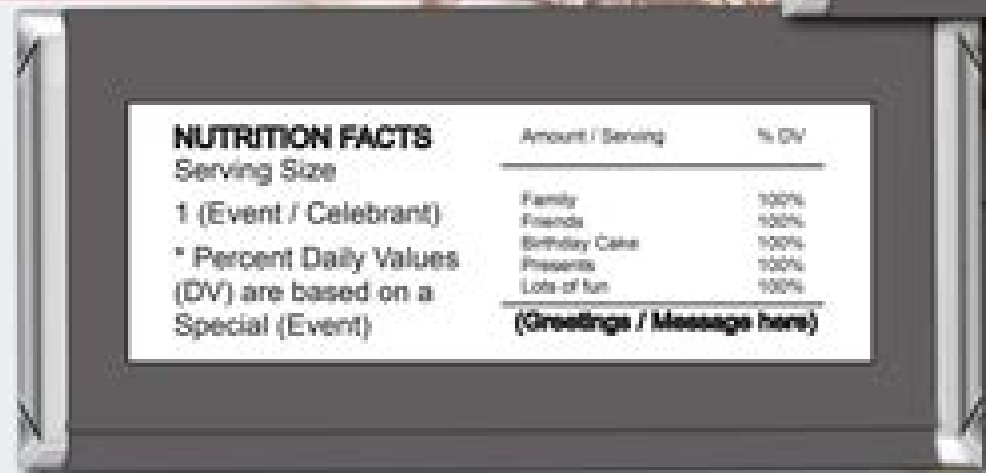 NUTRITION FACTS
Serving Size
1 (Event / Celebrant)
* Percent Daily Values
(DV) are based on a
Special (Event)
Amount / Serving % DV
Family 100%
Friends 100%
Birthday Cake 100%
Presents 100%
Lots of fun 100%
(Greetings / Message here)